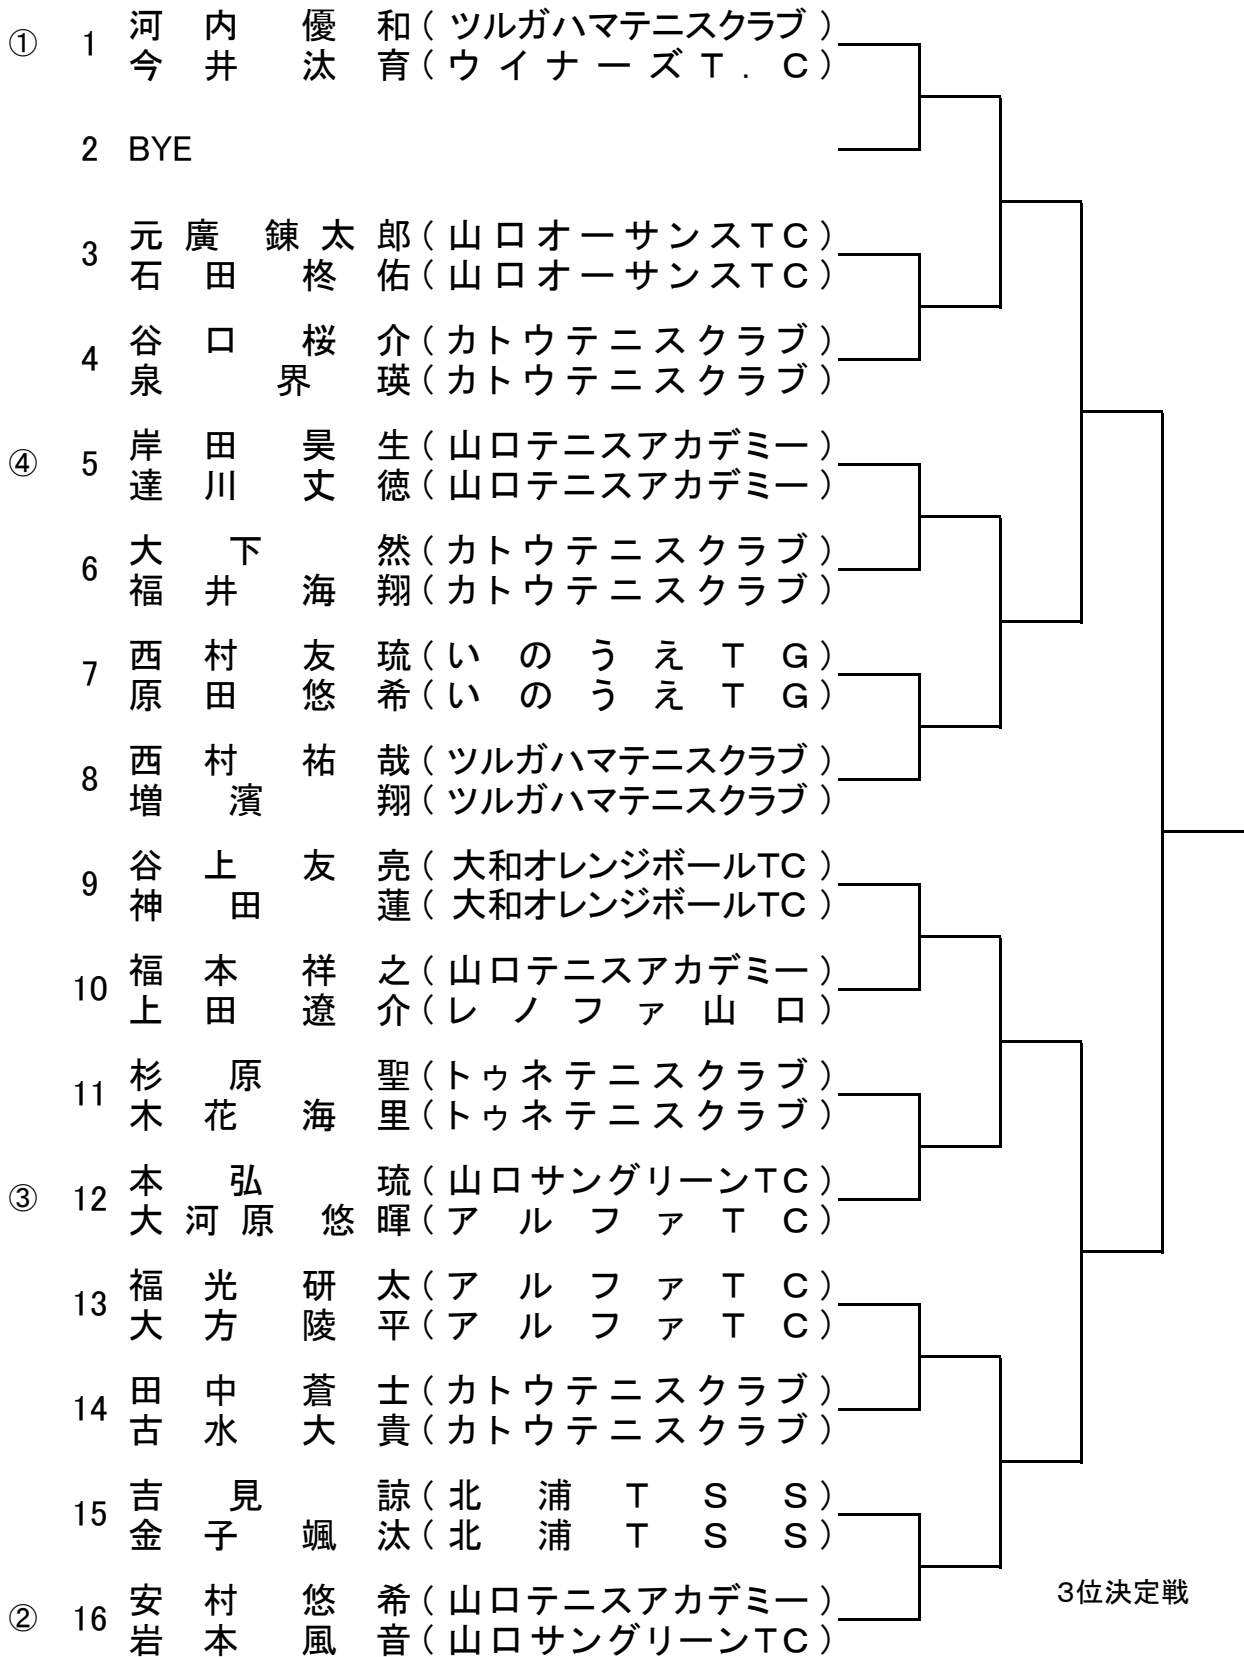 ① 1 河内 優和(ツルガハマテニスクラブ)
今井 汰育(ウイナーズT.C)
2 BYE
3 元廣 錬太郎(山口オーサンスTC)
石田 柊佑(山口オーサンスTC)
4 谷口 桜介(カトウテニスクラブ)
泉 界瑛(カトウテニスクラブ)
④ 5 岸田 昊生(山口テニスアカデミー)
達川 丈徳(山口テニスアカデミー)
6 大下 然(カトウテニスクラブ)
福井 海翔(カトウテニスクラブ)
7 西村 友琉(いのうえTG)
原田 悠希(いのうえTG)
8 西村 祐哉(ツルガハマテニスクラブ)
増濱 翔(ツルガハマテニスクラブ)
9 谷上 友亮(大和オレンジボールTC)
神田 蓮(大和オレンジボールTC)
10 福本 祥之(山口テニスアカデミー)
上田 遼介(レノファ山口)
11 杉原 聖(トゥネテニスクラブ)
木花 海里(トゥネテニスクラブ)
③ 12 本弘 琉(山口サングリーンTC)
大河原 悠暉(アルファTC)
13 福光 研太(アルファTC)
大方 陵平(アルファTC)
14 田中 蒼士(カトウテニスクラブ)
古水 大貴(カトウテニスクラブ)
15 吉見 諒(北浦TSS)
金子 颯汰(北浦TSS)
② 16 安村 悠希(山口テニスアカデミー)
岩本 風音(山口サングリーンTC)
3位決定戦